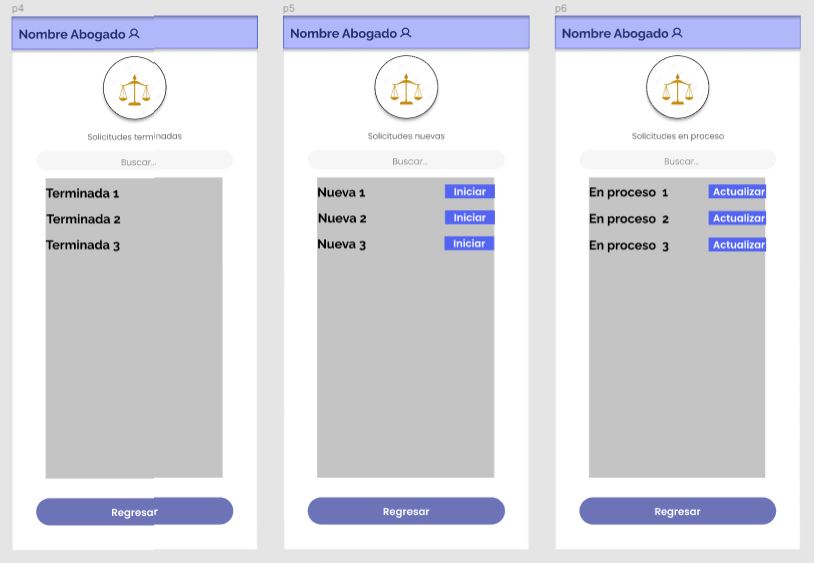 p4
Nombre Abogado
Solicitudes terminadas
Buscar...
Terminada 1
Terminada 2
Terminada 3
Regresar
p5
Nombre Abogado
Solicitudes nuevas
Buscar...
Nueva 1 Iniciar
Nueva 2 Iniciar
Nueva 3 Iniciar
Regresar
p6
Nombre Abogado
Solicitudes en proceso
Buscar...
En proceso 1 Actualizar
En proceso 2 Actualizar
En proceso 3 Actualizar
Regresar